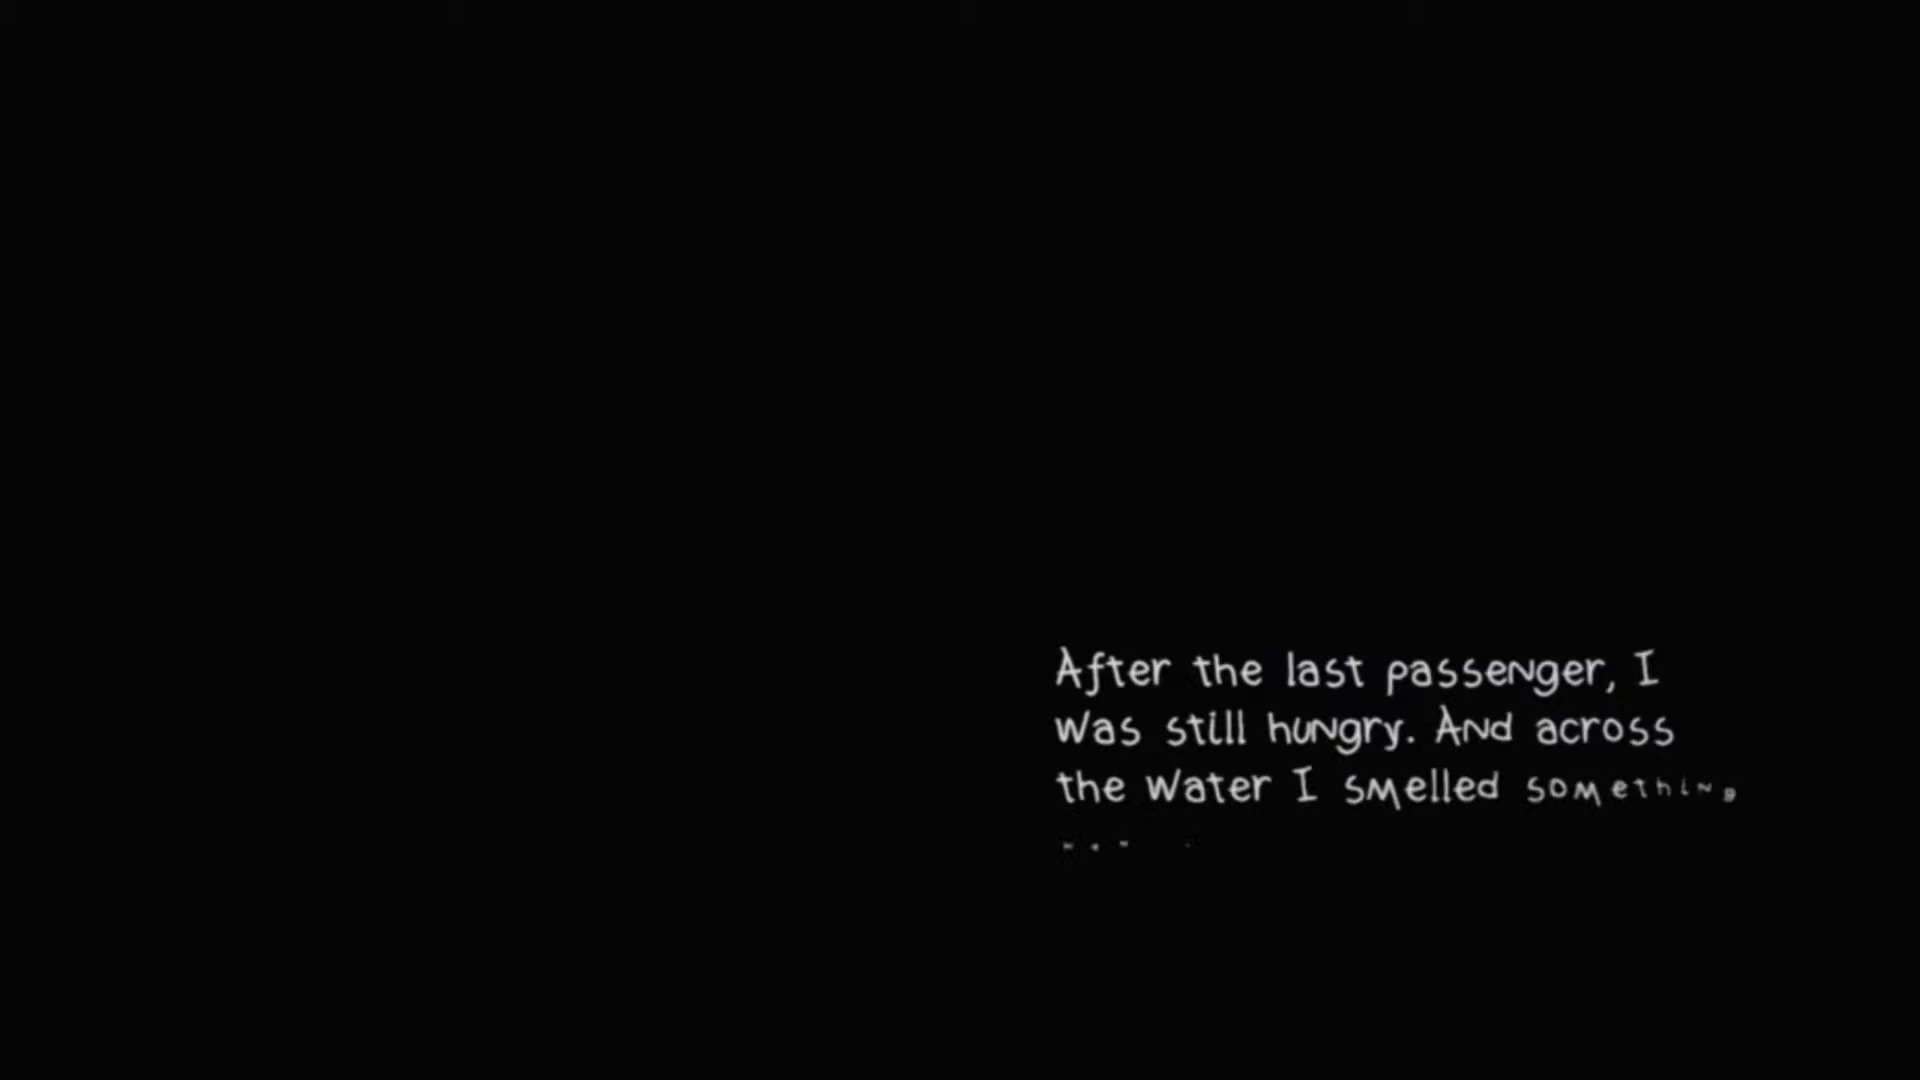 After the last passenger, I
was still hungry. And across
the water I smelled something